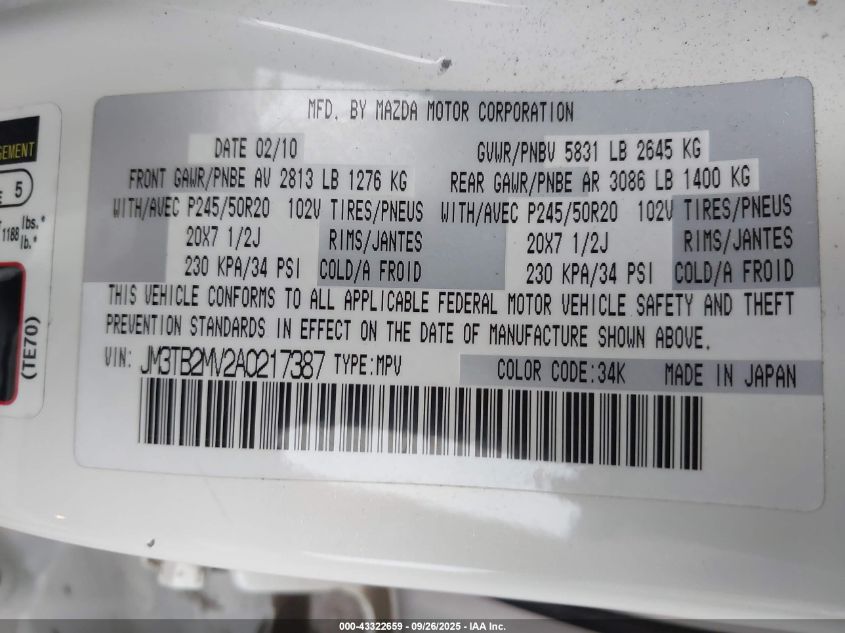 MFD. BY MAZDA MOTOR CORPORATION
DATE 02/10 GVWR/PNBV 5831 LB 2645 KG
FRONT GAWR/PNBE AV 2813 LB 1276 KG REAR GAWR/PNBE AR 3086 LB 1400 KG
WITH/AVEC P245/50R20 102V TIRES/PNEUS WITH/AVEC P245/50R20 102V TIRES/PNEUS
20X7 1/2J RIMS/JANTES 20X7 1/2J RIMS/JANTES
230 KPA/34 PSI COLD/A FROID 230 KPA/34 PSI COLD/A FROID
THIS VEHICLE CONFORMS TO ALL APPLICABLE FEDERAL MOTOR VEHICLE SAFETY AND THEFT
PREVENTION STANDARDS IN EFFECT ON THE DATE OF MANUFACTURE SHOWN ABOVE.
VIN: JM3TB2MV2A0217387 TYPE:MPV COLOR CODE:34K MADE IN JAPAN
5
1188 lbs.*
lb.*
(TE70)
000-43322659 - 09/26/2025 - IAA Inc.